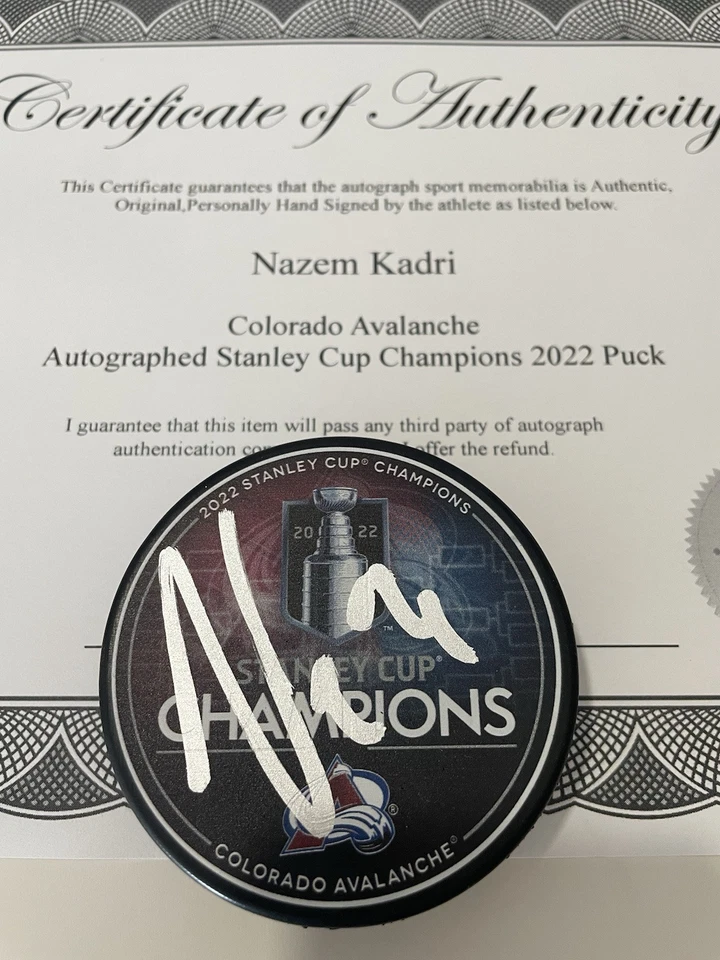 Certificate of Authenticity
This Certificate guarantees that the autograph sport memorabilia is Authentic,
Original,Personally Hand Signed by the athlete as listed below.
Nazem Kadri
Colorado Avalanche
Autographed Stanley Cup Champions 2022 Puck
I guarantee that this item will pass any third party of autograph
authentication offer the refund.
2022 STANLEY CUP® CHAMPIONS
20 22
™
STANLEY CUP®
CHAMPIONS
®
COLORADO AVALANCHE®